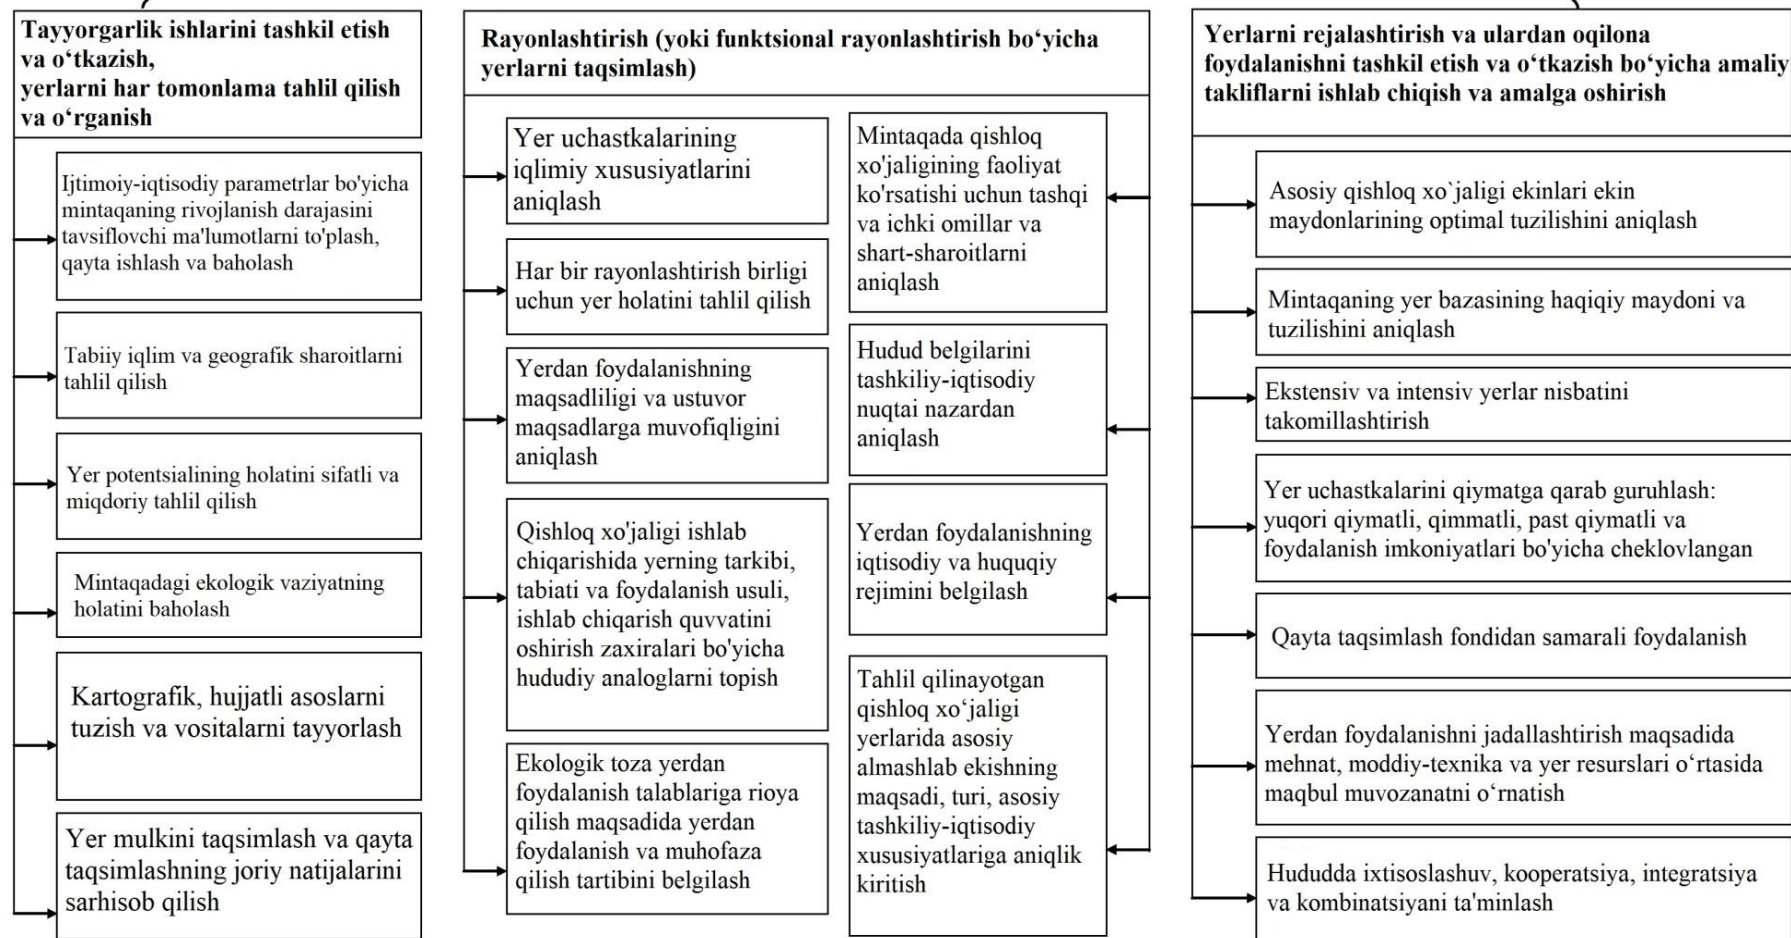 Tayyorgarlik ishlarini tashkil etish
va o‘tkazish,
yerlarni har tomonlama tahlil qilish
va o‘rganish
Ijtimoiy-iqtisodiy parametrlar bo'yicha
mintaqaning rivojlanish darajasini
tavsiflovchi ma'lumotlarni to'plash,
qayta ishlash va baholash
Tabiiy iqlim va geografik sharoitlarni
tahlil qilish
Yer potentsialining holatini sifatli va
miqdoriy tahlil qilish
Mintaqadagi ekologik vaziyatning
holatini baholash
Kartografik, hujjatli asoslarni
tuzish va vositalarni tayyorlash
Yer mulkini taqsimlash va qayta
taqsimlashning joriy natijalarini
sarhisob qilish
Rayonlashtirish (yoki funktsional rayonlashtirish bo‘yicha
yerlarni taqsimlash)
Yer uchastkalarining
iqlimiy xususiyatlarini
aniqlash
Har bir rayonlashtirish birligi
uchun yer holatini tahlil qilish
Yerdan foydalanishning
maqsadliligi va ustuvor
maqsadlarga muvofiqligini
aniqlash
Qishloq xo'jaligi ishlab
chiqarishida yerning tarkibi,
tabiati va foydalanish usuli,
ishlab chiqarish quvvatini
oshirish zaxiralari bo'yicha
hududiy analoglarni topish
Ekologik toza yerdan
foydalanish talablariga rioya
qilish maqsadida yerdan
foydalanish va muhofaza
qilish tartibini belgilash
Mintaqada qishloq
xo'jaligining faoliyat
ko'rsatishi uchun tashqi
va ichki omillar va
shart-sharoitlarni
aniqlash
Hudud belgilarini
tashkiliy-iqtisodiy
nuqtai nazardan
aniqlash
Yerdan foydalanishning
iqtisodiy va huquqiy
rejimini belgilash
Tahlil qilinayotgan
qishloq xo‘jaligi
yerlarida asosiy
almashlab ekishning
maqsadi, turi, asosiy
tashkiliy-iqtisodiy
xususiyatlariga aniqlik
kiritish
Yerlarni rejalashtirish va ulardan oqilona
foydalanishni tashkil etish va o‘tkazish bo‘yicha amaliy
takliflarni ishlab chiqish va amalga oshirish
Asosiy qishloq xo`jaligi ekinlari ekin
maydonlarining optimal tuzilishini aniqlash
Mintaqaning yer bazasining haqiqiy maydoni va
tuzilishini aniqlash
Ekstensiv va intensiv yerlar nisbatini
takomillashtirish
Yer uchastkalarini qiymatga qarab guruhlash:
yuqori qiymatli, qimmatli, past qiymatli va
foydalanish imkoniyatlari bo'yicha cheklovlangan
Qayta taqsimlash fondidan samarali foydalanish
Yerdan foydalanishni jadallashtirish maqsadida
mehnat, moddiy-texnika va yer resurslari o‘rtasida
maqbul muvozanatni o‘rnatish
Hududda ixtisoslashuv, kooperatsiya, integratsiya
va kombinatsiyani ta'minlash